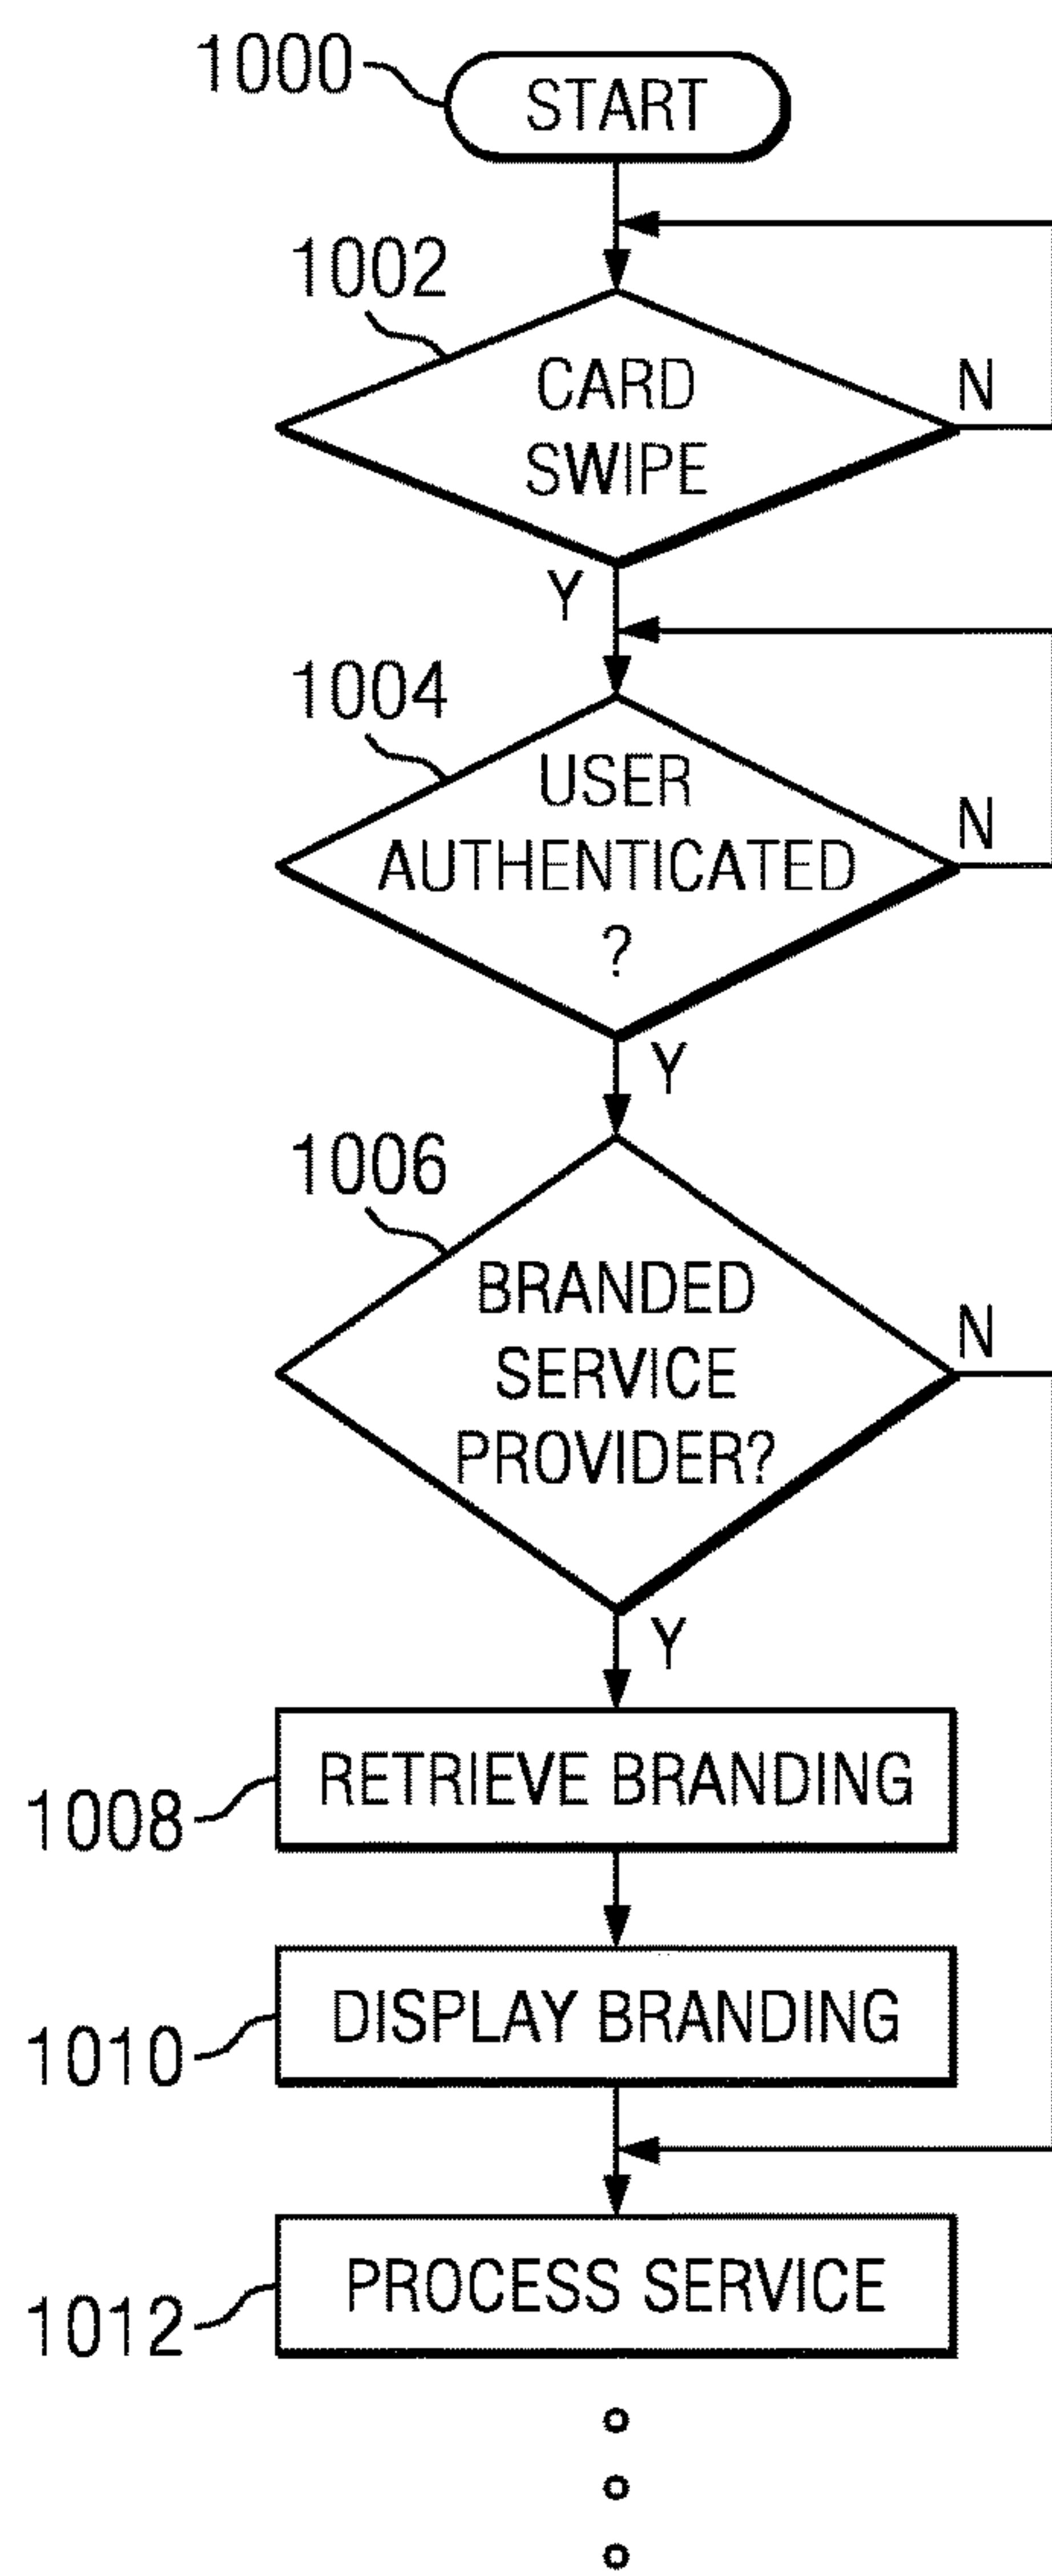 1000
START
1002
CARD
SWIPE
N
Y
1004
USER
AUTHENTICATED
?
N
Y
1006
BRANDED
SERVICE
PROVIDER?
N
Y
RETRIEVE BRANDING
1008
DISPLAY BRANDING
1010
PROCESS SERVICE
1012